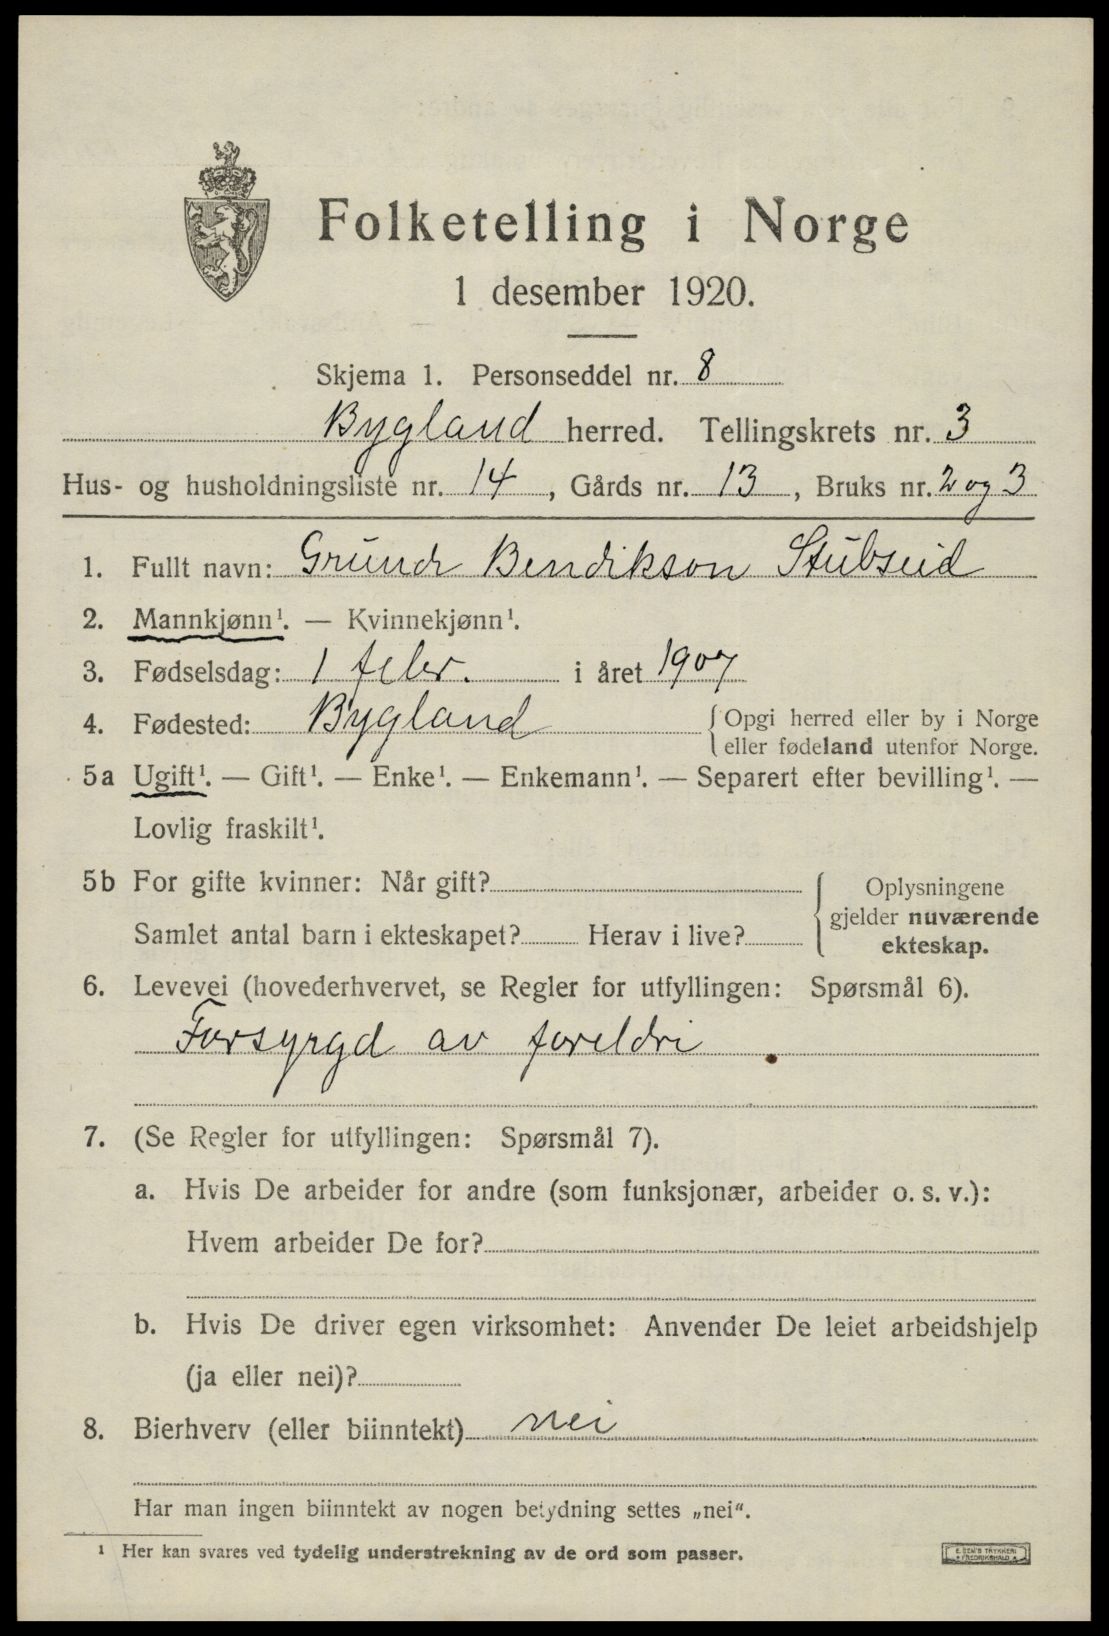 Folketelling i Norge
1 desember 1920.
Skjema 1. Personseddel nr. 8
Bygland herred. Tellingskrets nr. 3
Hus- og husholdningsliste nr. 14, Gårds nr. 13, Bruks nr. 2 og 3
1. Fullt navn: Grunde Bendikson Stubseid
2. Mannkjønn¹. — Kvinnekjønn¹.
3. Fødselsdag: 1 febr. i året 1907
4. Fødested: Bygland { Opgi herred eller by i Norge
eller fødeland utenfor Norge.
5a Ugift¹. — Gift¹. — Enke¹. — Enkemann¹. — Separert efter bevilling¹. —
Lovlig fraskilt¹.
5b For gifte kvinner: Når gift?
Samlet antal barn i ekteskapet? Herav i live?
{ Oplysningene
gjelder nuværende
ekteskap.
6. Levevei (hovederhvervet, se Regler for utfyllingen: Spørsmål 6).
Forsyrgd av foreldri
7. (Se Regler for utfyllingen: Spørsmål 7).
a. Hvis De arbeider for andre (som funksjonær, arbeider o. s. v.):
Hvem arbeider De for?
b. Hvis De driver egen virksomhet: Anvender De leiet arbeidshjelp
(ja eller nei)?
8. Bierhverv (eller biinntekt) nei
Har man ingen biinntekt av nogen betydning settes „nei“.
¹ Her kan svares ved tydelig understrekning av de ord som passer.
E. SEM'S TRYKKERI
FREDRIKSHALD